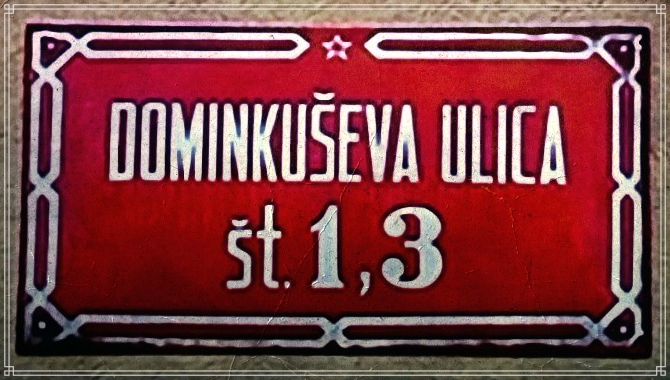 DOMINKUŠEVA ULICA
št. 1,3